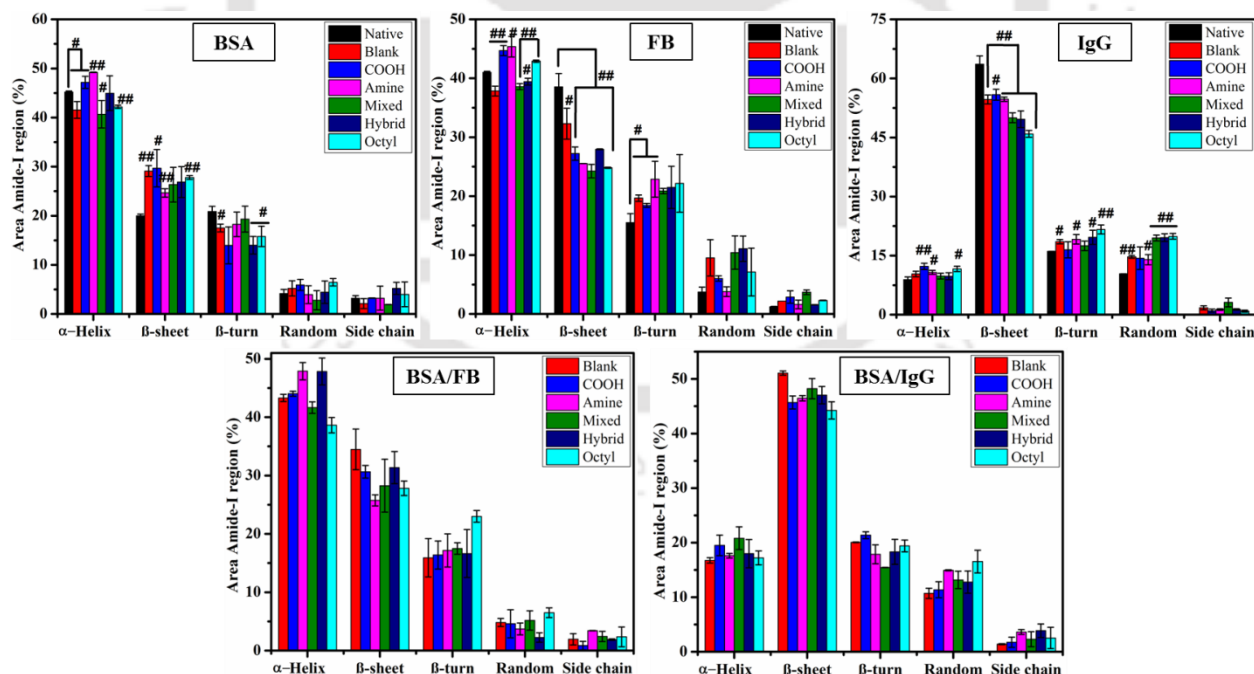 BSA
Native
Blank
COOH
Amine
Mixed
Hybrid
Octyl
Area Amide-I region (%)
60
50
40
30
20
10
0
# ## # ##
## # ## ##
# #
α−Helix ß-sheet ß-turn Random Side chain
FB
Native
Blank
COOH
Amine
Mixed
Hybrid
Octyl
Area Amide-I region (%)
50
40
30
20
10
0
## # ## #
# ##
#
α−Helix ß-sheet ß-turn Random Side chain
IgG
Native
Blank
COOH
Amine
Mixed
Hybrid
Octyl
Area Amide-I region (%)
75
60
45
30
15
0
## # #
## #
# # # ##
## # ##
α−Helix ß-sheet ß-turn Random Side chain
BSA/FB
Blank
COOH
Amine
Mixed
Hybrid
Octyl
Area Amide-I region (%)
50
40
30
20
10
0
α−Helix ß-sheet ß-turn Random Side chain
BSA/IgG
Blank
COOH
Amine
Mixed
Hybrid
Octyl
Area Amide-I region (%)
50
40
30
20
10
0
α−Helix ß-sheet ß-turn Random Side chain